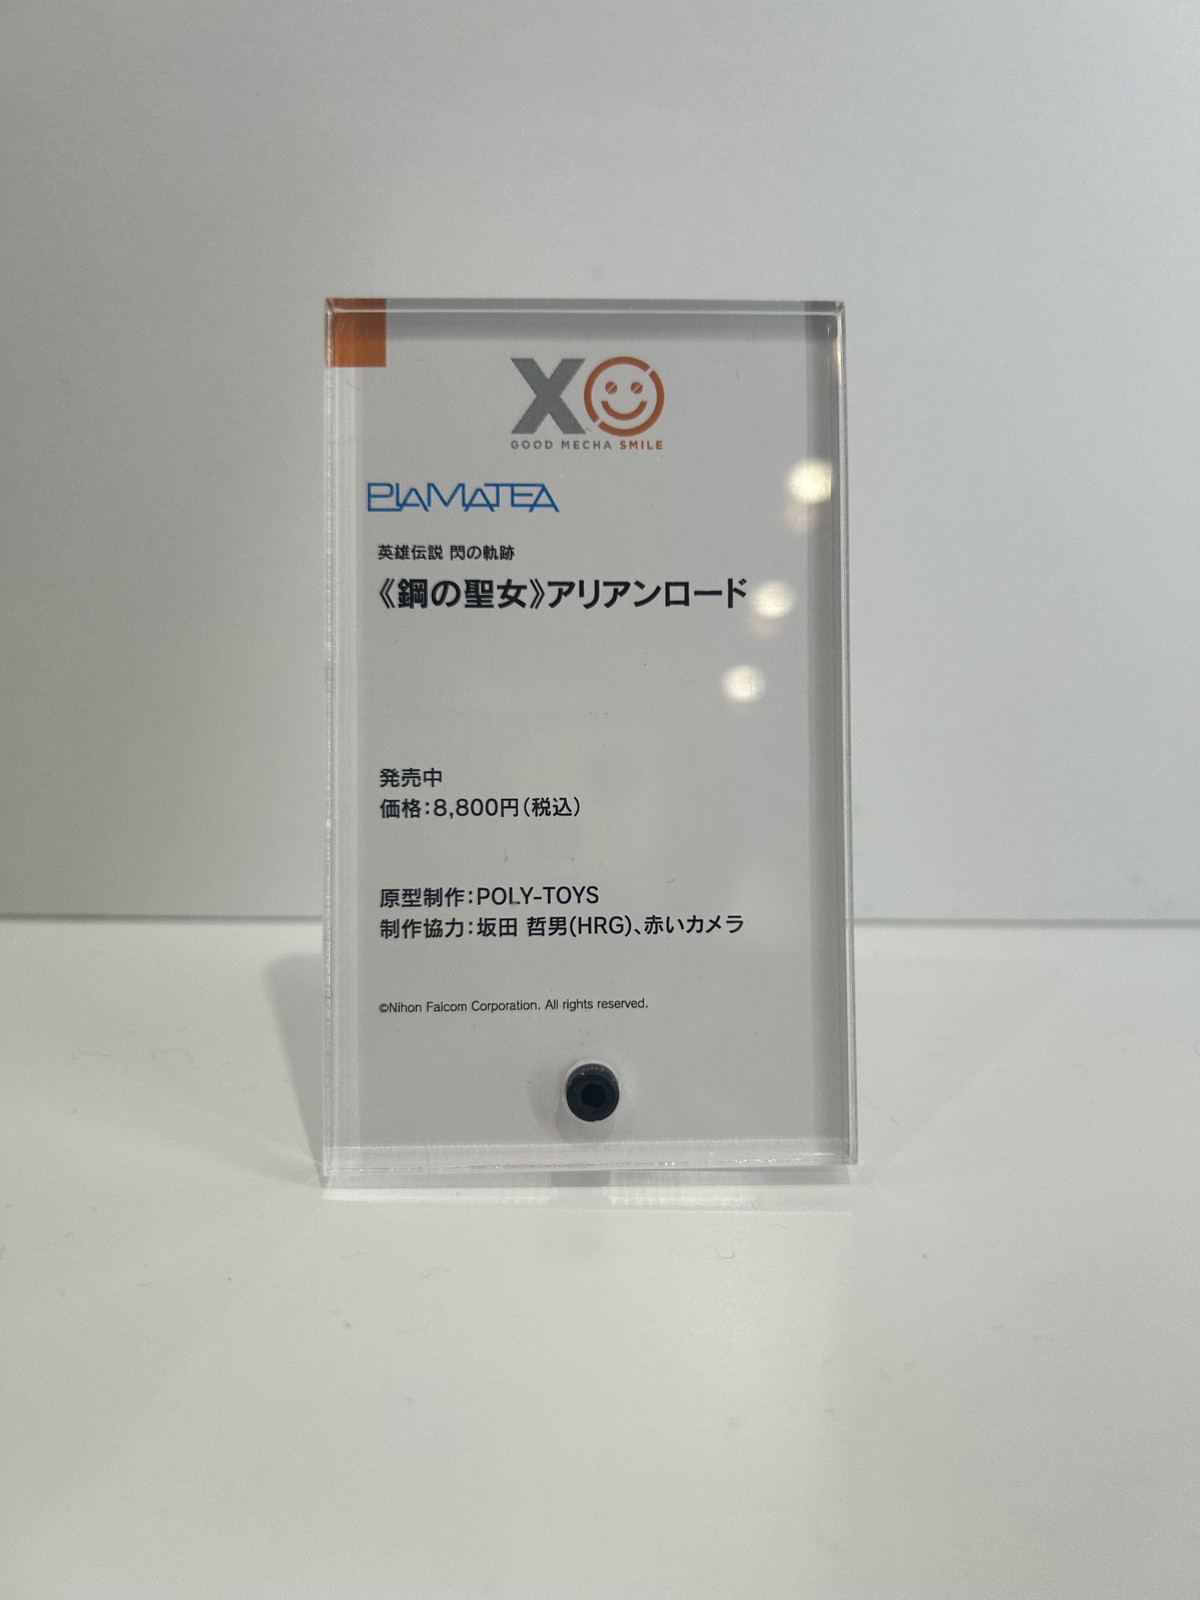 XO
GOOD MECHA SMILE
PLAMATEA
英雄伝説 閃の軌跡
《鋼の聖女》アリアンロード
発売中
価格:8,800円(税込)
原型制作:POLY-TOYS
制作協力:坂田 哲男(HRG)、赤いカメラ
©Nihon Falcom Corporation. All rights reserved.